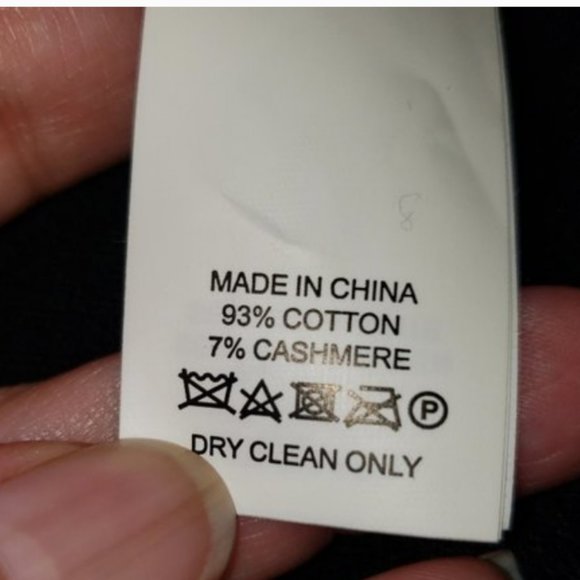 MADE IN CHINA
93% COTTON
7% CASHMERE
P
DRY CLEAN ONLY